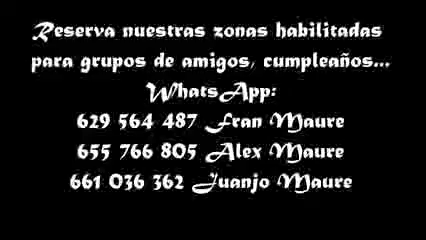 Reserva nuestras zonas habilitadas
para grupos de amigos, cumpleaños...
WhatsApp:
629 564 487 Fran Maure
655 766 805 Alex Maure
661 036 362 Juanjo Maure